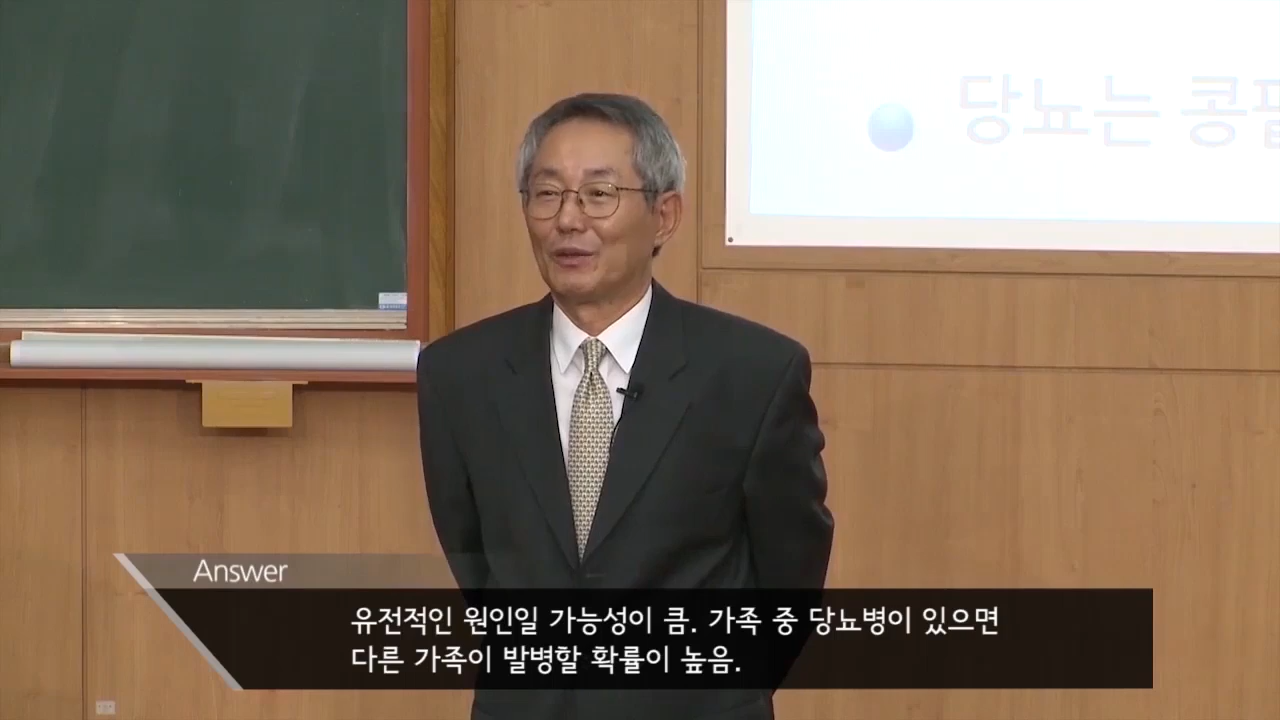 당뇨는 콩팥
Answer
유전적인 원인일 가능성이 큼. 가족 중 당뇨병이 있으면
다른 가족이 발병할 확률이 높음.